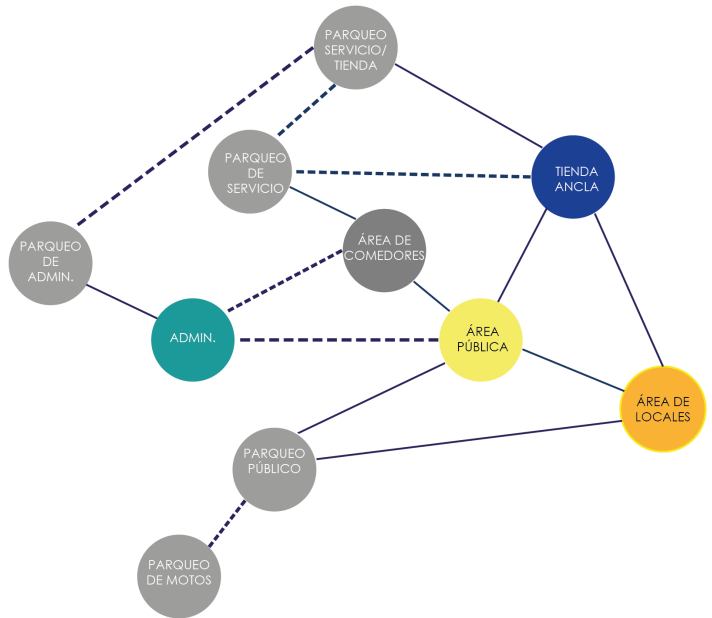 PARQUEO
SERVICIO/
TIENDA
PARQUEO
DE
SERVICIO
TIENDA
ANCLA
PARQUEO
DE
ADMIN.
ÁREA DE
COMEDORES
ADMIN.
ÁREA
PÚBLICA
ÁREA DE
LOCALES
PARQUEO
PÚBLICO
PARQUEO
DE MOTOS